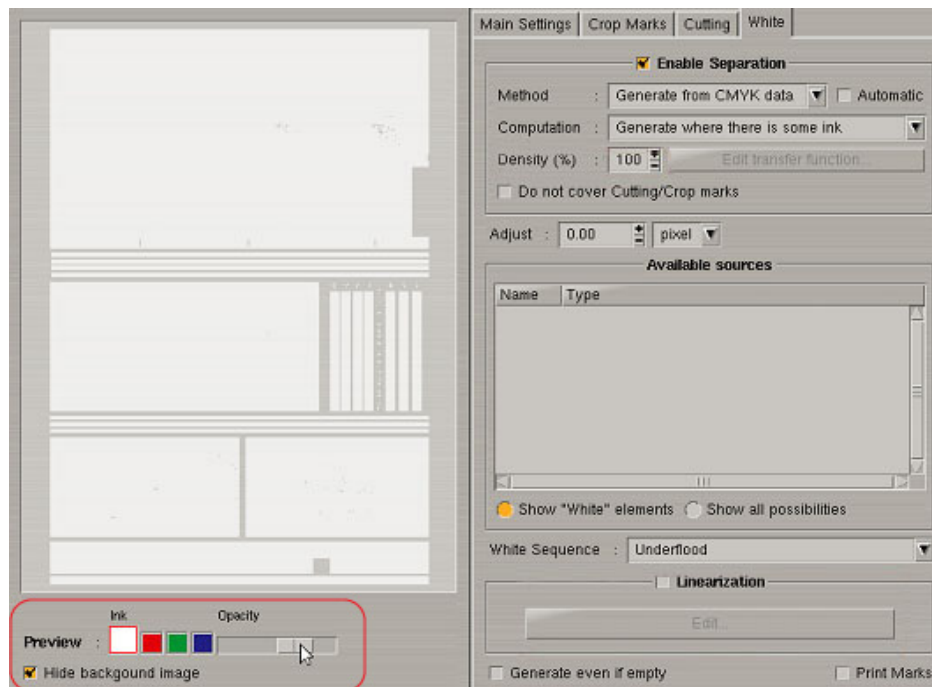 Main Settings
Crop Marks
Cutting
White
Enable Separation
Method : Generate from CMYK data Automatic
Computation : Generate where there is some ink
Density (%) : 100 Edit transfer function...
Do not cover Cutting/Crop marks
Adjust : 0.00 pixel
Available sources
Name Type
Show "White" elements Show all possibilities
White Sequence : Underflood
Linearization
Edit...
Generate even if empty Print Marks
Ink Opacity
Preview :
Hide backgound image